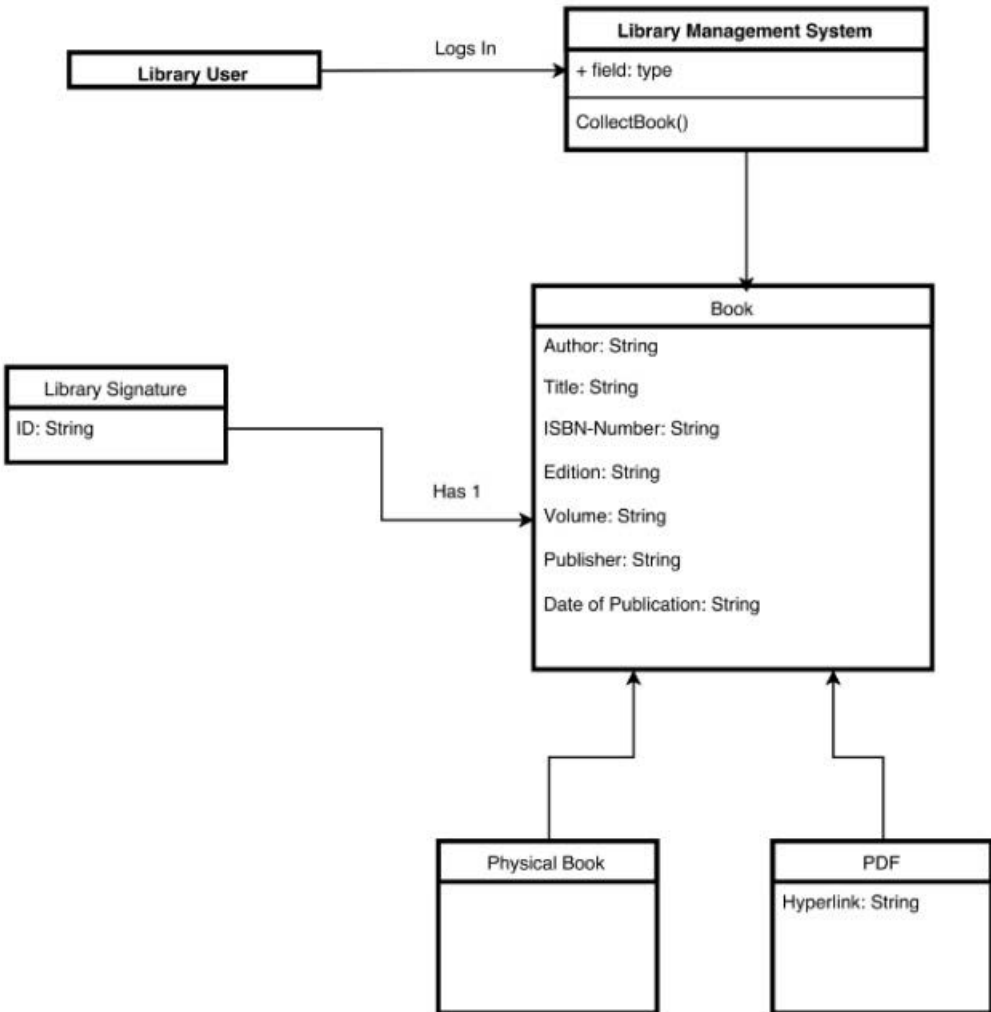 Library Management System
Logs In
Library User
+ field: type
CollectBook()
Book
Author: String
Library Signature
Title: String
ID: String
ISBN-Number: String
Edition: String
Has 1
Volume: String
Publisher: String
Date of Publication: String
Physical Book
PDF
Hyperlink: String